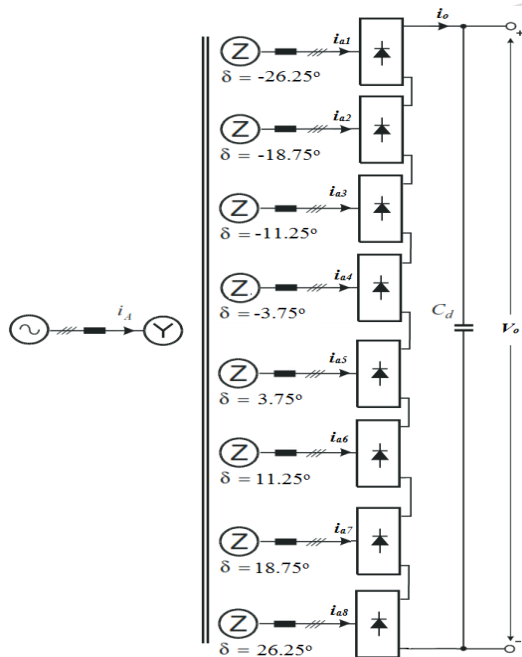 i_a1
i_o
Z
+
δ = -26.25°
i_a2
Z
δ = -18.75°
i_a3
Z
δ = -11.25°
i_a4
Z.
δ = -3.75°
i_A
Y
C_d
V_o
i_a5
Z
δ = 3.75°
i_a6
Z
δ = 11.25°
i_a7
Z
δ = 18.75°
i_a8
Z
δ = 26.25°
-